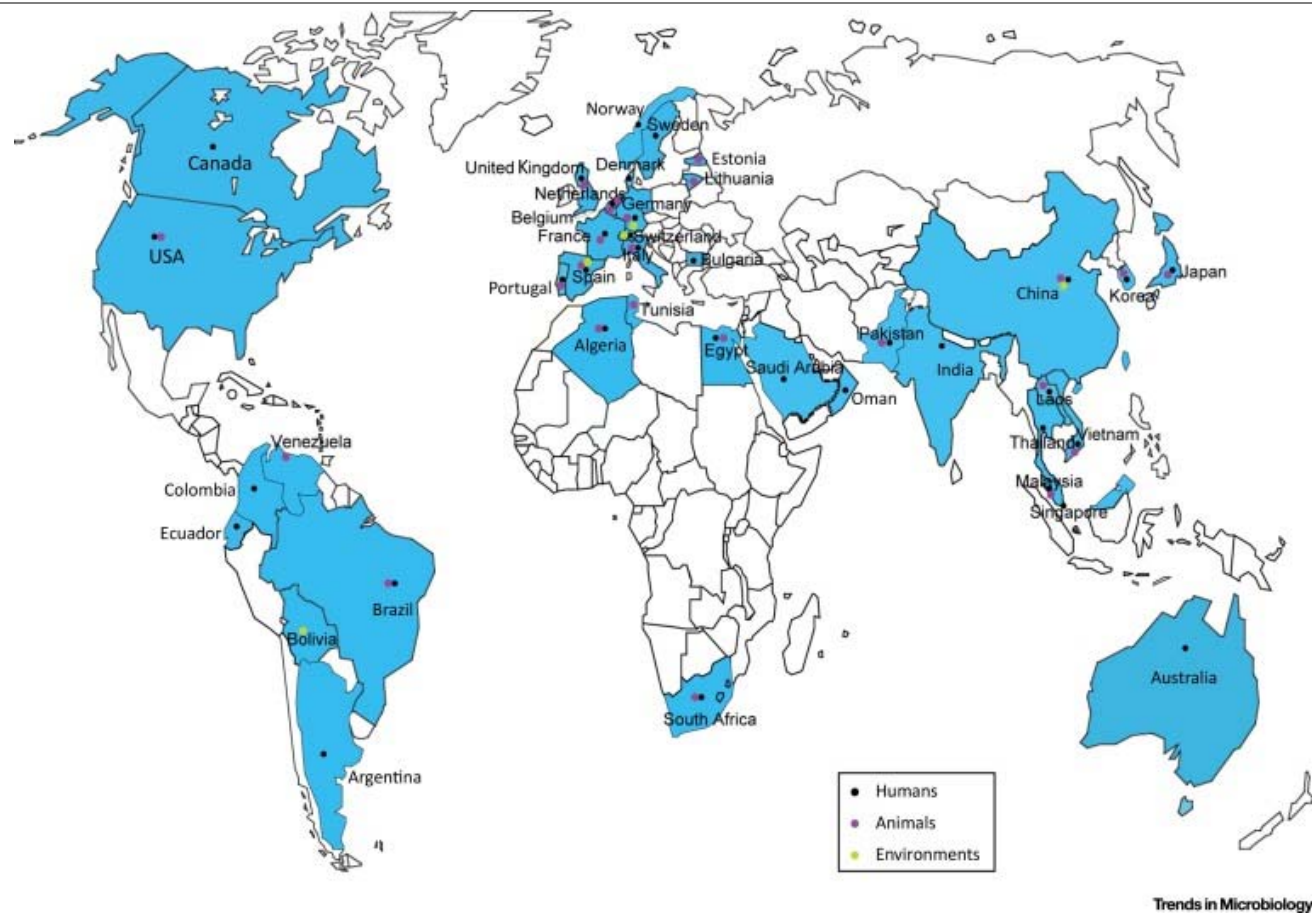 Norway
Sweden
Canada
United Kingdom
Denmark
Estonia
Lithuania
Netherlands
Germany
Belgium
France
Switzerland
USA
Italy
Bulgaria
Spain
Portugal
China
Korea
Japan
Tunisia
Algeria
Egypt
Pakistan
Saudi Arabia
India
Oman
Laos
Venezuela
Thailand
Vietnam
Colombia
Malaysia
Singapore
Ecuador
Brazil
Bolivia
Australia
South Africa
Argentina
Humans
Animals
Environments
Trends in Microbiology